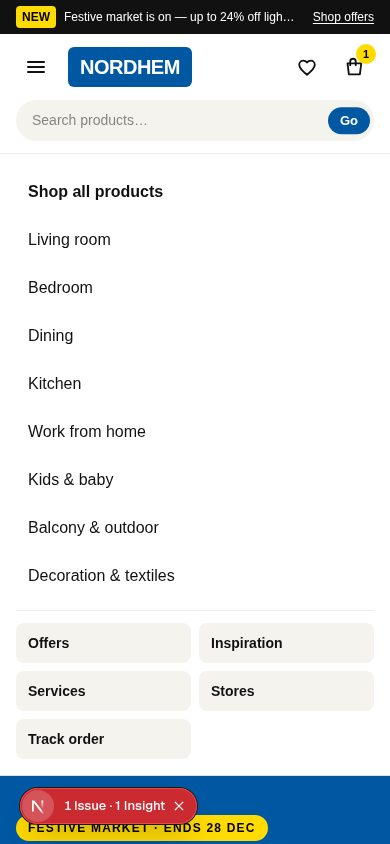 NEW Festive market is on — up to 24% off ligh… Shop offers
NORDHEM
1
Search products…
Go
Shop all products
Living room
Bedroom
Dining
Kitchen
Work from home
Kids & baby
Balcony & outdoor
Decoration & textiles
Offers
Inspiration
Services
Stores
Track order
N 1 Issue · 1 Insight
FESTIVE MARKET · ENDS 28 DEC